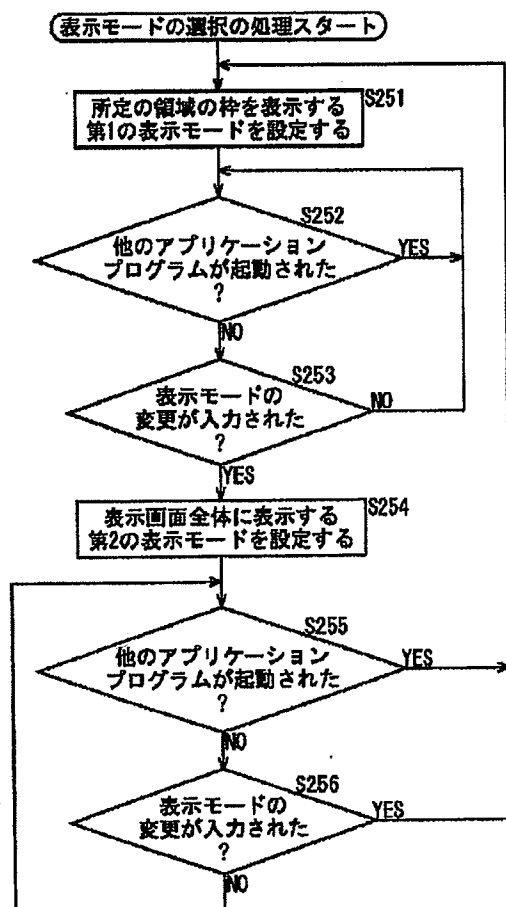 表示モードの選択の処理スタート
S251
所定の領域の枠を表示する
第1の表示モードを設定する
S252
他のアプリケーション
プログラムが起動された
?
YES
NO
S253
表示モードの
変更が入力された
?
NO
YES
S254
表示画面全体に表示する
第2の表示モードを設定する
S255
他のアプリケーション
プログラムが起動された
?
YES
NO
S256
表示モードの
変更が入力された
?
YES
NO